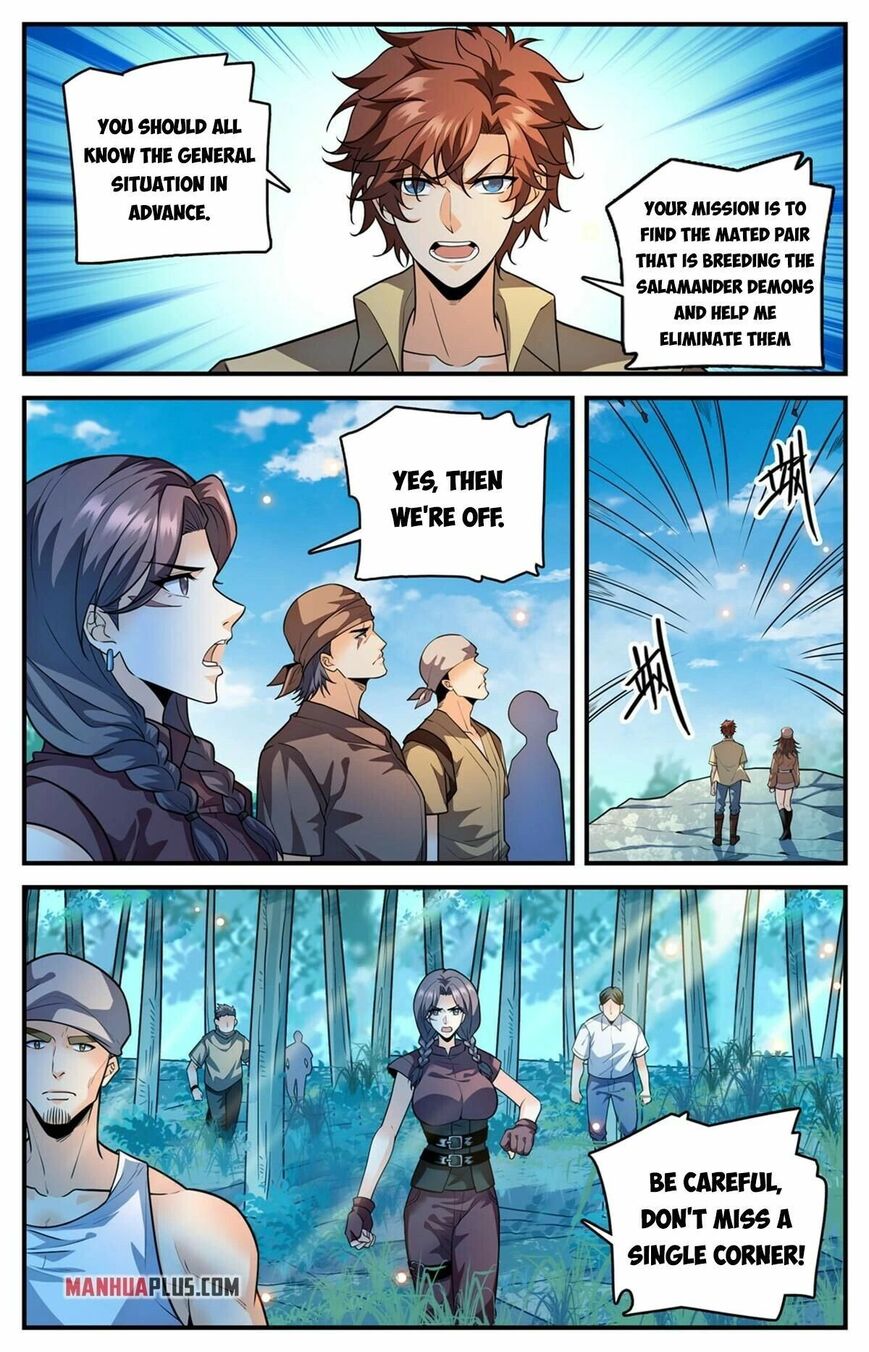 YOU SHOULD ALL
KNOW THE GENERAL
SITUATION IN
ADVANCE.
YOUR MISSION IS TO
FIND THE MATED PAIR
THAT IS BREEDING THE
SALAMANDER DEMONS
AND HELP ME
ELIMINATE THEM
YES, THEN
WE'RE OFF.
飒
飒
BE CAREFUL,
DON'T MISS A
SINGLE CORNER!
MANHUAPLUS.COM